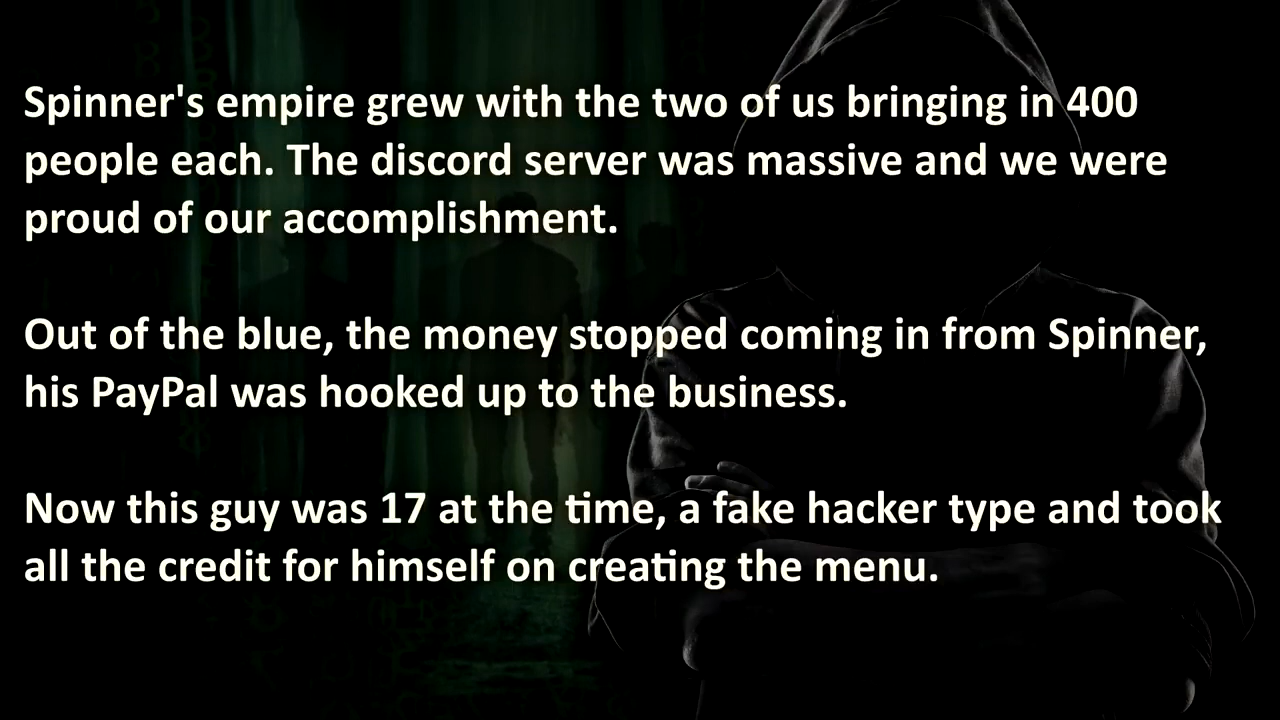 Spinner's empire grew with the two of us bringing in 400
people each. The discord server was massive and we were
proud of our accomplishment.
Out of the blue, the money stopped coming in from Spinner,
his PayPal was hooked up to the business.
Now this guy was 17 at the time, a fake hacker type and took
all the credit for himself on creating the menu.